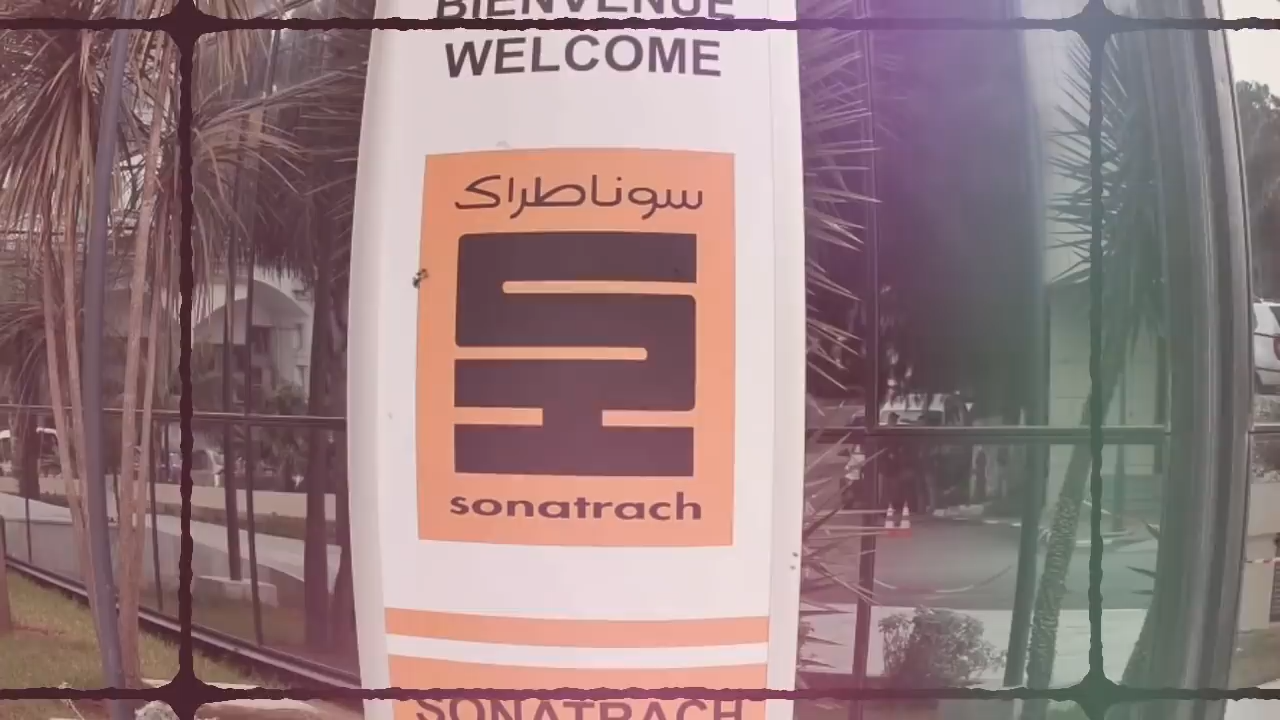 BIENVENUE
WELCOME
سوناطراك
sonatrach
SONATRACH